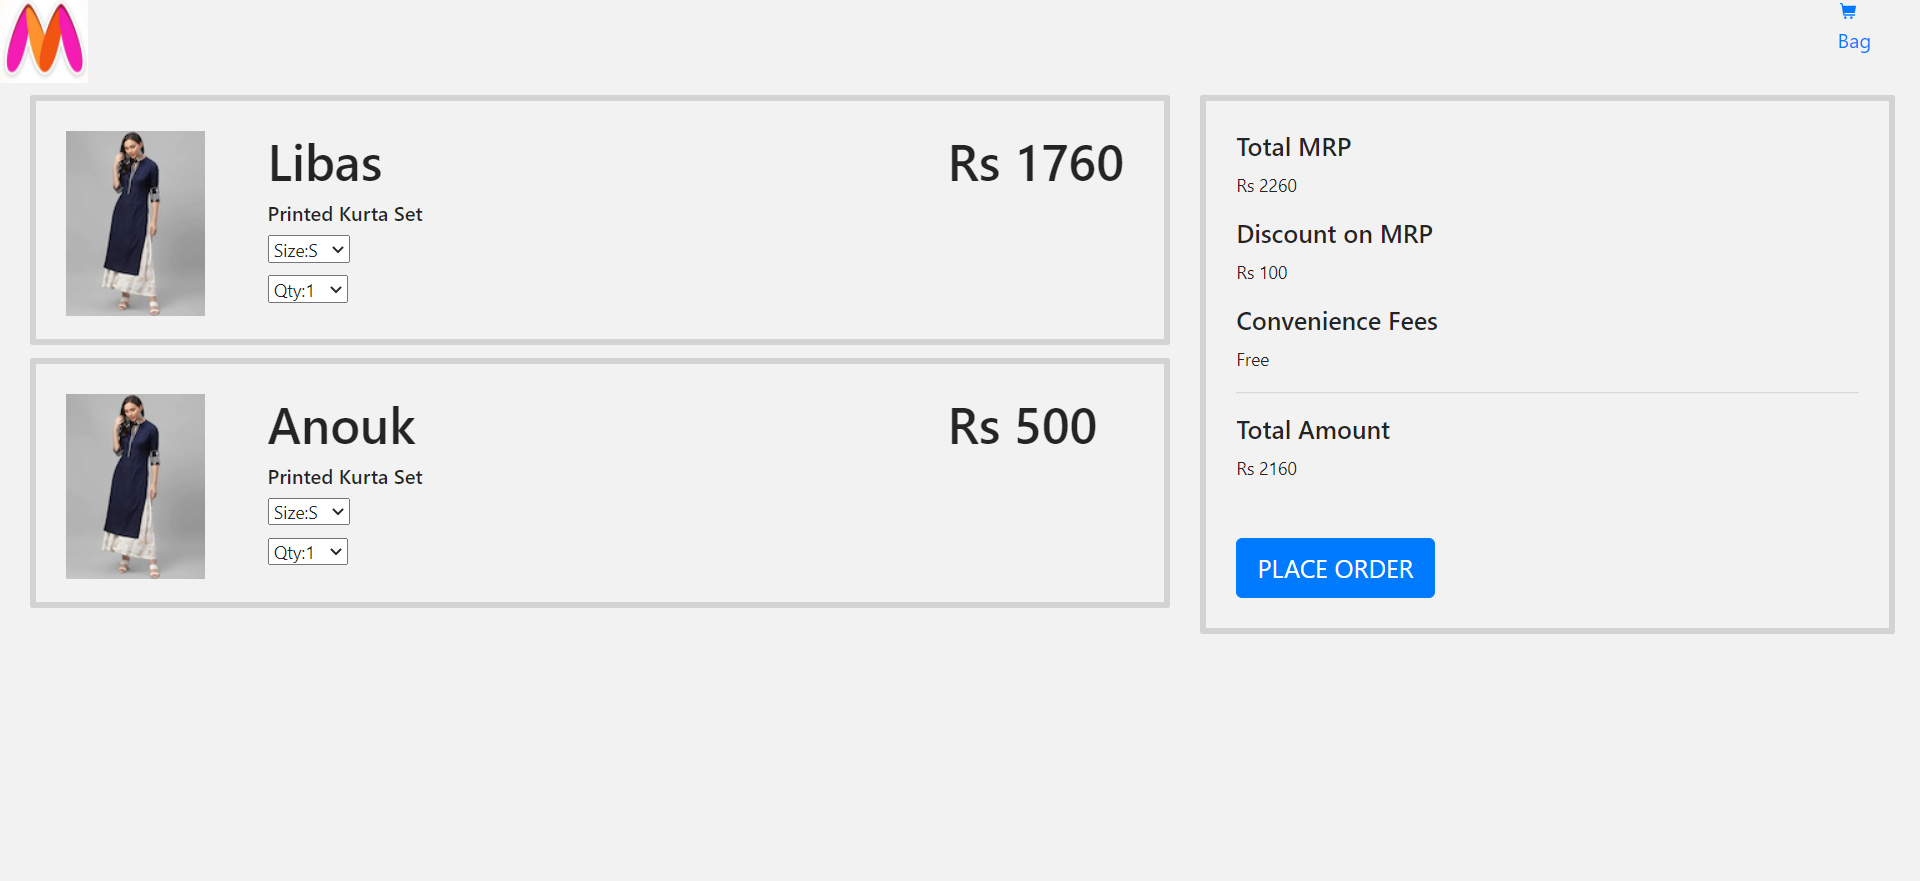 Bag
Libas
Rs 1760
Printed Kurta Set
Size:S
Qty:1
Anouk
Rs 500
Printed Kurta Set
Size:S
Qty:1
Total MRP
Rs 2260
Discount on MRP
Rs 100
Convenience Fees
Free
Total Amount
Rs 2160
PLACE ORDER